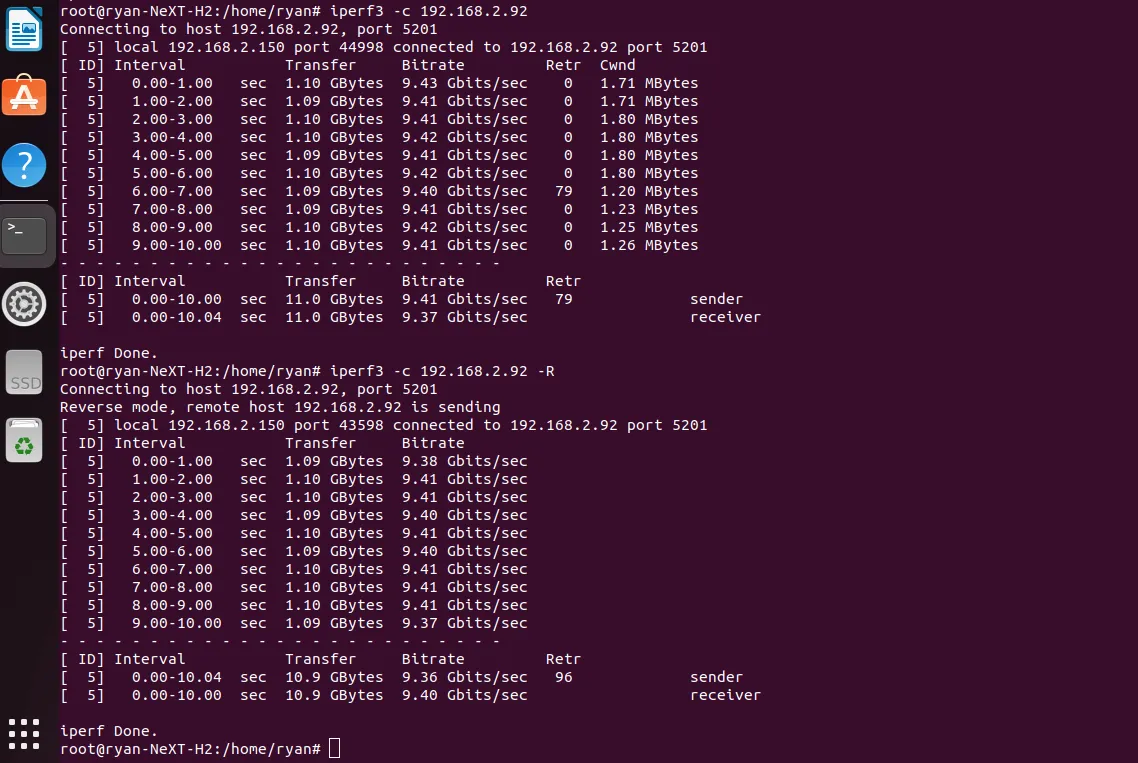 root@ryan-NeXT-H2:/home/ryan# iperf3 -c 192.168.2.92
Connecting to host 192.168.2.92, port 5201
[  5] local 192.168.2.150 port 44998 connected to 192.168.2.92 port 5201
[ ID] Interval           Transfer     Bitrate         Retr  Cwnd
[  5]   0.00-1.00   sec  1.10 GBytes  9.43 Gbits/sec    0   1.71 MBytes
[  5]   1.00-2.00   sec  1.09 GBytes  9.41 Gbits/sec    0   1.71 MBytes
[  5]   2.00-3.00   sec  1.10 GBytes  9.41 Gbits/sec    0   1.80 MBytes
[  5]   3.00-4.00   sec  1.10 GBytes  9.42 Gbits/sec    0   1.80 MBytes
[  5]   4.00-5.00   sec  1.09 GBytes  9.41 Gbits/sec    0   1.80 MBytes
[  5]   5.00-6.00   sec  1.10 GBytes  9.42 Gbits/sec    0   1.80 MBytes
[  5]   6.00-7.00   sec  1.09 GBytes  9.40 Gbits/sec   79   1.20 MBytes
[  5]   7.00-8.00   sec  1.09 GBytes  9.41 Gbits/sec    0   1.23 MBytes
[  5]   8.00-9.00   sec  1.10 GBytes  9.42 Gbits/sec    0   1.25 MBytes
[  5]   9.00-10.00  sec  1.10 GBytes  9.41 Gbits/sec    0   1.26 MBytes
- - - - - - - - - - - - - - - - - - - - - - - - -
[ ID] Interval           Transfer     Bitrate         Retr
[  5]   0.00-10.00  sec  11.0 GBytes  9.41 Gbits/sec   79             sender
[  5]   0.00-10.04  sec  11.0 GBytes  9.37 Gbits/sec                  receiver
iperf Done.
root@ryan-NeXT-H2:/home/ryan# iperf3 -c 192.168.2.92 -R
Connecting to host 192.168.2.92, port 5201
Reverse mode, remote host 192.168.2.92 is sending
[  5] local 192.168.2.150 port 43598 connected to 192.168.2.92 port 5201
[ ID] Interval           Transfer     Bitrate
[  5]   0.00-1.00   sec  1.09 GBytes  9.38 Gbits/sec
[  5]   1.00-2.00   sec  1.10 GBytes  9.41 Gbits/sec
[  5]   2.00-3.00   sec  1.10 GBytes  9.41 Gbits/sec
[  5]   3.00-4.00   sec  1.09 GBytes  9.40 Gbits/sec
[  5]   4.00-5.00   sec  1.10 GBytes  9.41 Gbits/sec
[  5]   5.00-6.00   sec  1.09 GBytes  9.40 Gbits/sec
[  5]   6.00-7.00   sec  1.10 GBytes  9.41 Gbits/sec
[  5]   7.00-8.00   sec  1.10 GBytes  9.41 Gbits/sec
[  5]   8.00-9.00   sec  1.10 GBytes  9.41 Gbits/sec
[  5]   9.00-10.00  sec  1.09 GBytes  9.37 Gbits/sec
- - - - - - - - - - - - - - - - - - - - - - - - -
[ ID] Interval           Transfer     Bitrate         Retr
[  5]   0.00-10.04  sec  10.9 GBytes  9.36 Gbits/sec   96             sender
[  5]   0.00-10.00  sec  10.9 GBytes  9.40 Gbits/sec                  receiver
iperf Done.
root@ryan-NeXT-H2:/home/ryan#
?
>_
SSD